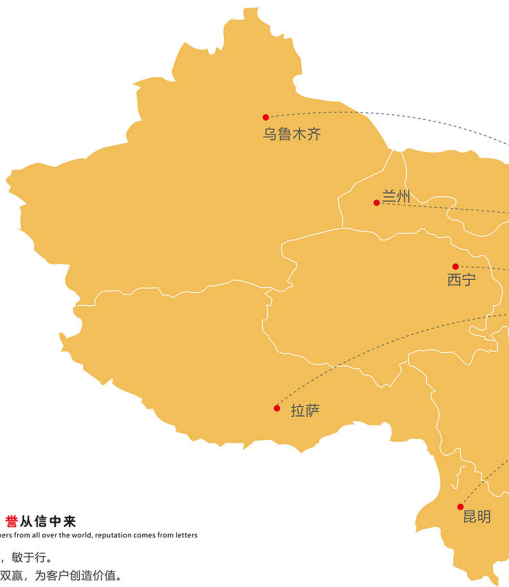 乌鲁木齐
兰州
西宁
拉萨
昆明
誉从信中来
ers from all over the world, reputation comes from letters
，敏于行。
双赢，为客户创造价值。